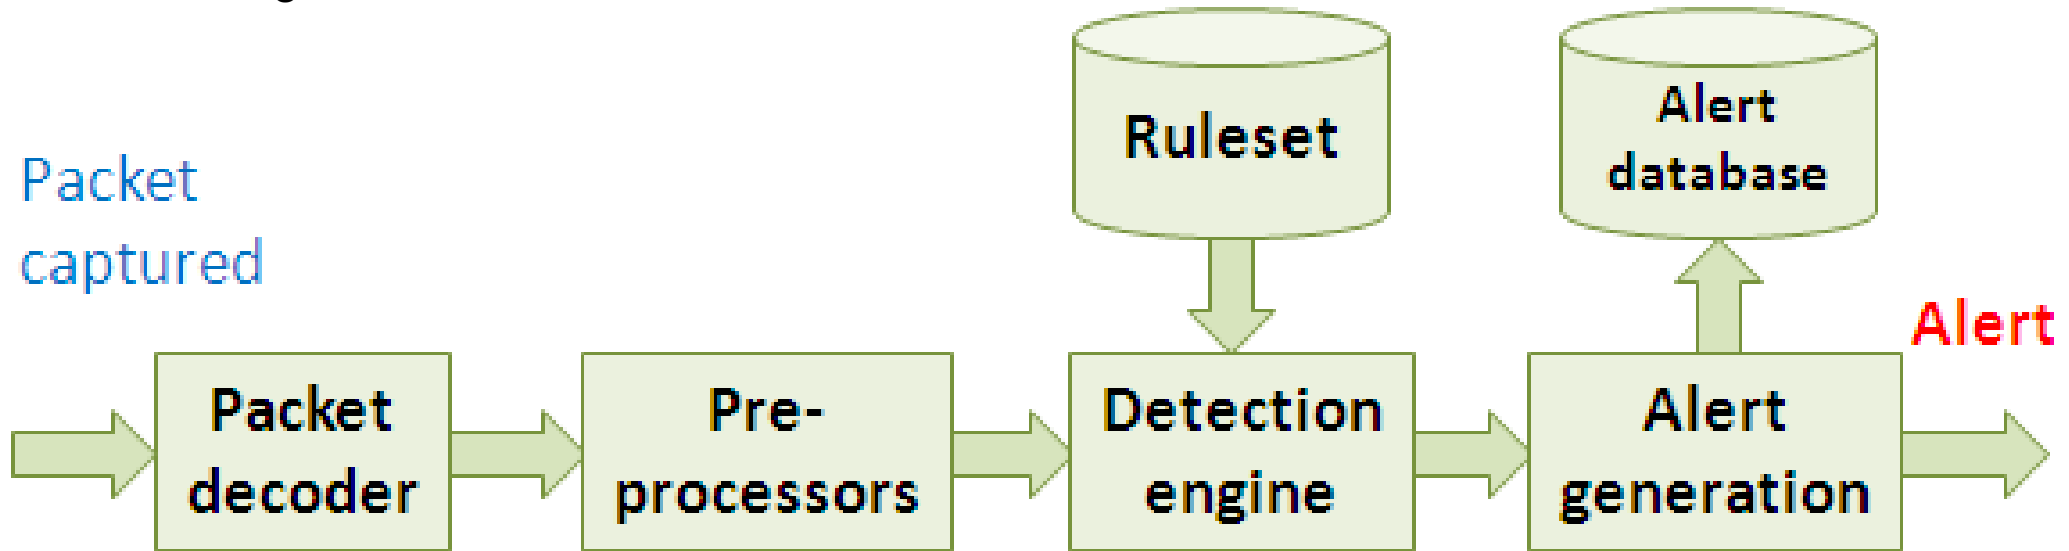 Packet
captured
Ruleset
Alert
database
Alert
Packet
decoder
Pre-
processors
Detection
engine
Alert
generation